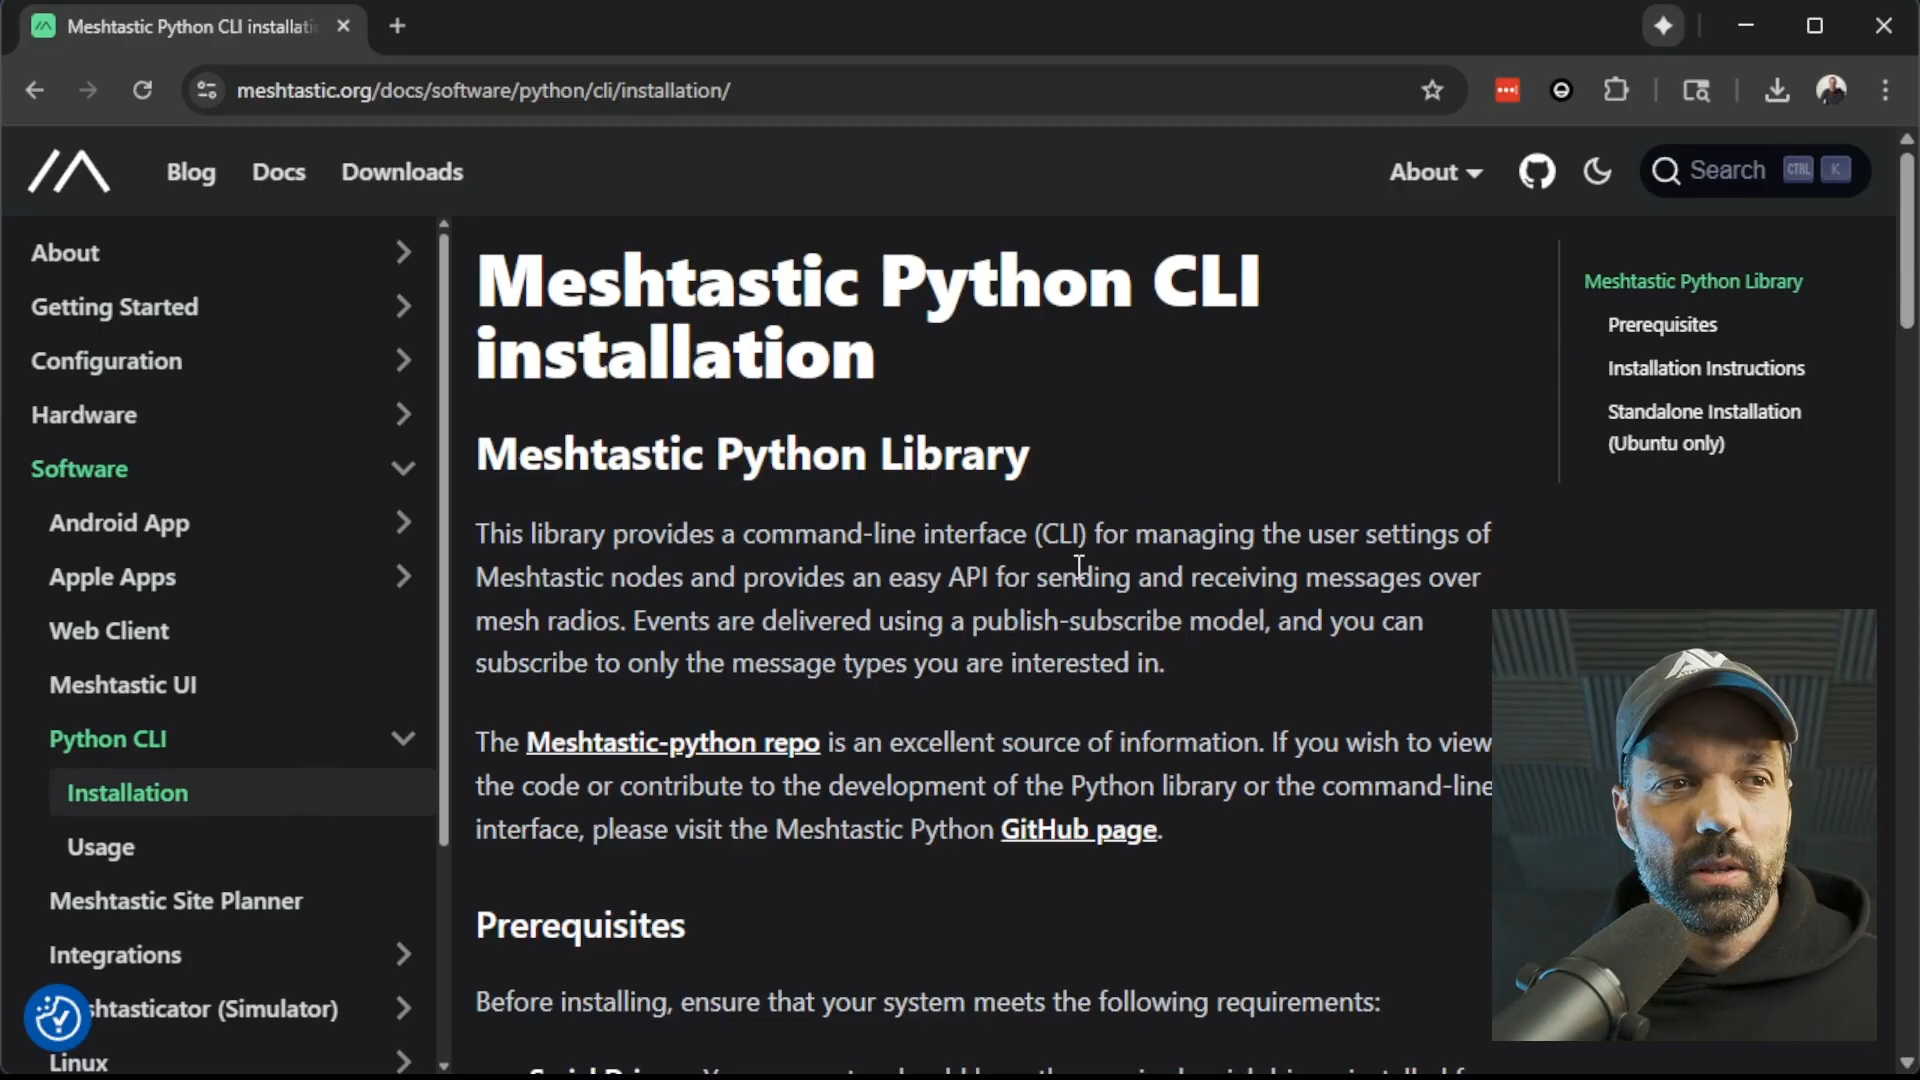 Meshtastic Python CLI installati
meshtastic.org/docs/software/python/cli/installation/
Blog
Docs
Downloads
About
Search
CTRL
K
About
Getting Started
Configuration
Hardware
Software
Android App
Apple Apps
Web Client
Meshtastic UI
Python CLI
Installation
Usage
Meshtastic Site Planner
Integrations
shtasticator (Simulator)
Linux
Meshtastic Python CLI
installation
Meshtastic Python Library
This library provides a command-line interface (CLI) for managing the user settings of
Meshtastic nodes and provides an easy API for sending and receiving messages over
mesh radios. Events are delivered using a publish-subscribe model, and you can
subscribe to only the message types you are interested in.
The Meshtastic-python repo is an excellent source of information. If you wish to view
the code or contribute to the development of the Python library or the command-line
interface, please visit the Meshtastic Python GitHub page.
Prerequisites
Before installing, ensure that your system meets the following requirements:
Meshtastic Python Library
Prerequisites
Installation Instructions
Standalone Installation
(Ubuntu only)